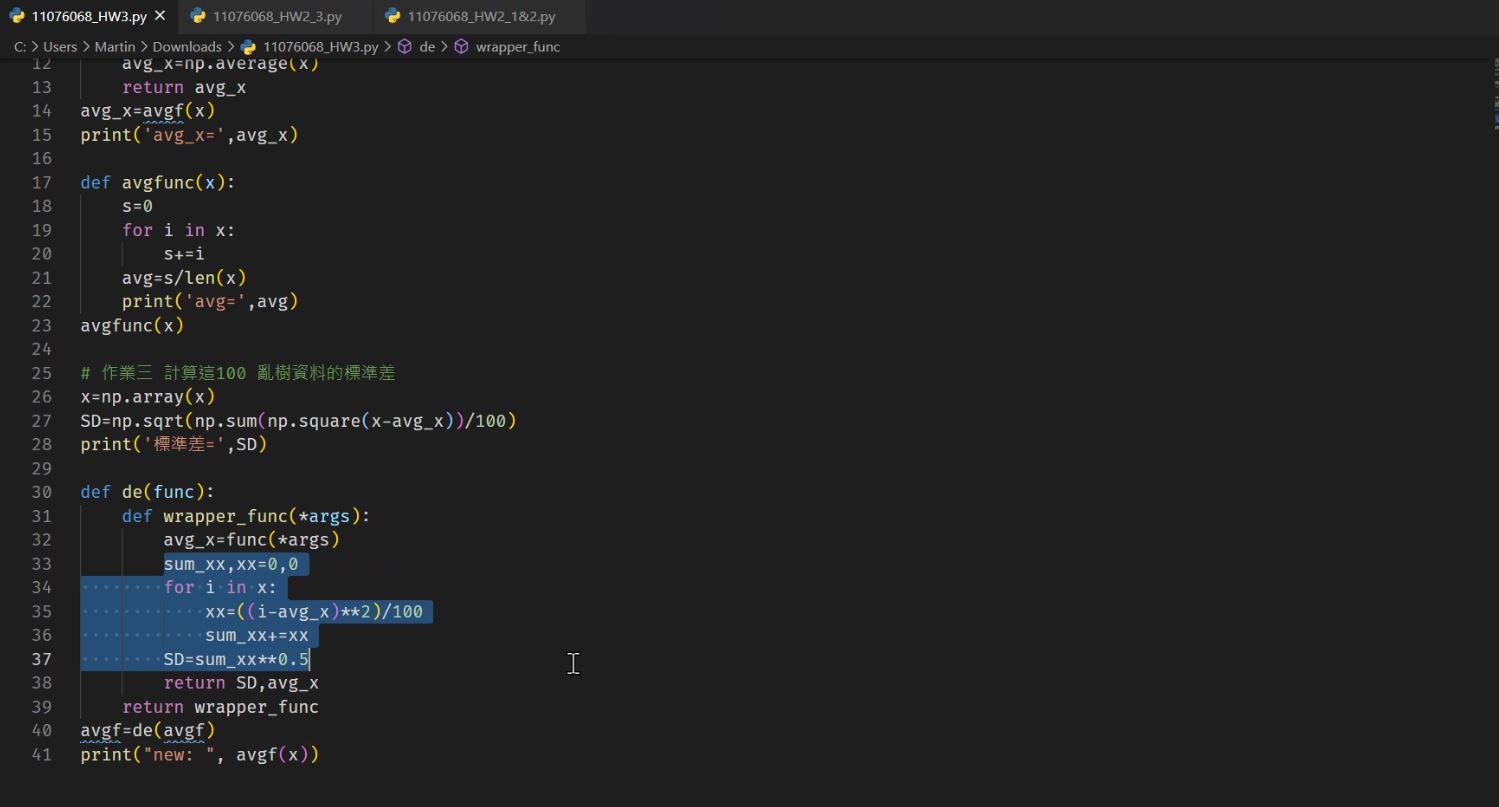 11076068_HW3.py × 11076068_HW2_3.py 11076068_HW2_1&2.py
C: > Users > Martin > Downloads > 11076068_HW3.py > de > wrapper_func
12 avg_x=np.average(x)
13 return avg_x
14 avg_x=avgf(x)
15 print('avg_x=',avg_x)
16
17 def avgfunc(x):
18 s=0
19 for i in x:
20 s+=i
21 avg=s/len(x)
22 print('avg=',avg)
23 avgfunc(x)
24
25 # 作業三 計算這100 亂樹資料的標準差
26 x=np.array(x)
27 SD=np.sqrt(np.sum(np.square(x-avg_x))/100)
28 print('標準差=',SD)
29
30 def de(func):
31 def wrapper_func(*args):
32 avg_x=func(*args)
33 sum_xx,xx=0,0
34 for i in x:
35 xx=((i-avg_x)**2)/100
36 sum_xx+=xx
37 SD=sum_xx**0.5
38 return SD,avg_x
39 return wrapper_func
40 avgf=de(avgf)
41 print("new: ", avgf(x))